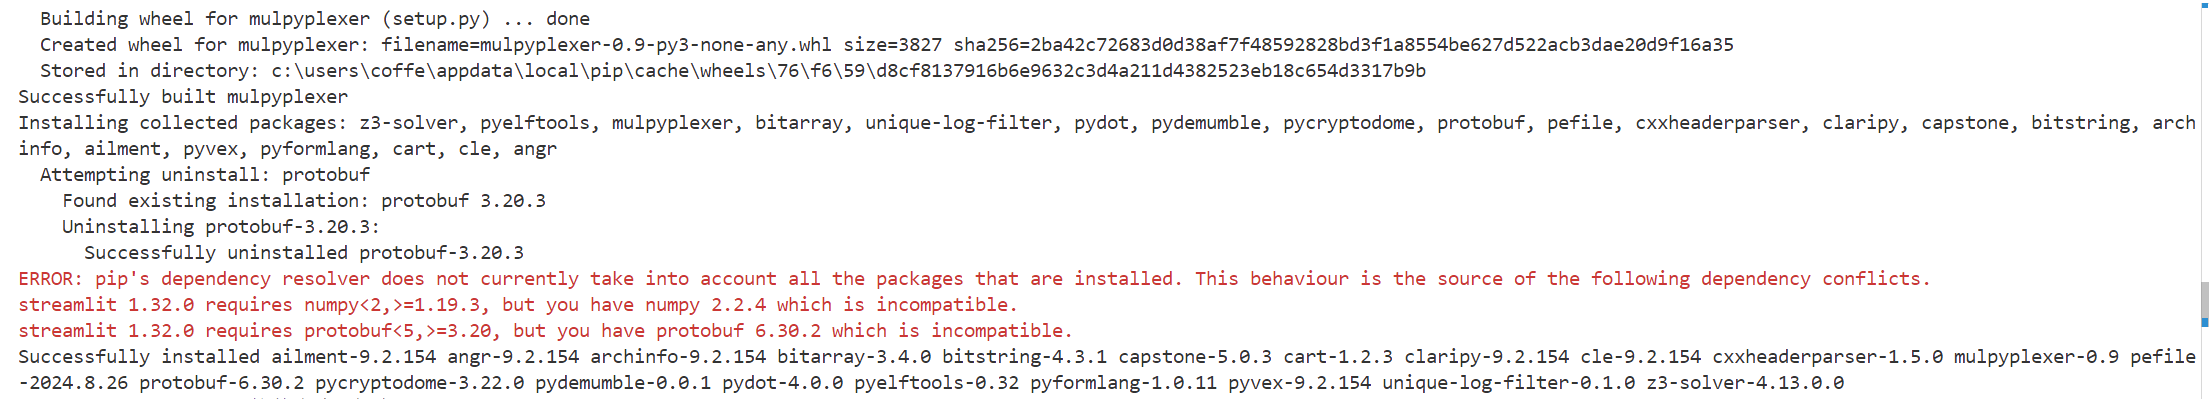 Building wheel for mulpyplexer (setup.py) ... done
Created wheel for mulpyplexer: filename=mulpyplexer-0.9-py3-none-any.whl size=3827 sha256=2ba42c72683d0d38af7f48592828bd3f1a8554be627d522acb3dae20d9f16a35
Stored in directory: c:\users\coffe\appdata\local\pip\cache\wheels\76\f6\59\d8cf8137916b6e9632c3d4a211d4382523eb18c654d3317b9b
Successfully built mulpyplexer
Installing collected packages: z3-solver, pyelftools, mulpyplexer, bitarray, unique-log-filter, pydot, pydemumble, pycryptodome, protobuf, pefile, cxxheaderparser, claripy, capstone, bitstring, arch
info, ailment, pyvex, pyformlang, cart, cle, angr
Attempting uninstall: protobuf
Found existing installation: protobuf 3.20.3
Uninstalling protobuf-3.20.3:
Successfully uninstalled protobuf-3.20.3
ERROR: pip's dependency resolver does not currently take into account all the packages that are installed. This behaviour is the source of the following dependency conflicts.
streamlit 1.32.0 requires numpy<2,>=1.19.3, but you have numpy 2.2.4 which is incompatible.
streamlit 1.32.0 requires protobuf<5,>=3.20, but you have protobuf 6.30.2 which is incompatible.
Successfully installed ailment-9.2.154 angr-9.2.154 archinfo-9.2.154 bitarray-3.4.0 bitstring-4.3.1 capstone-5.0.3 cart-1.2.3 claripy-9.2.154 cle-9.2.154 cxxheaderparser-1.5.0 mulpyplexer-0.9 pefile
-2024.8.26 protobuf-6.30.2 pycryptodome-3.22.0 pydemumble-0.0.1 pydot-4.0.0 pyelftools-0.32 pyformlang-1.0.11 pyvex-9.2.154 unique-log-filter-0.1.0 z3-solver-4.13.0.0